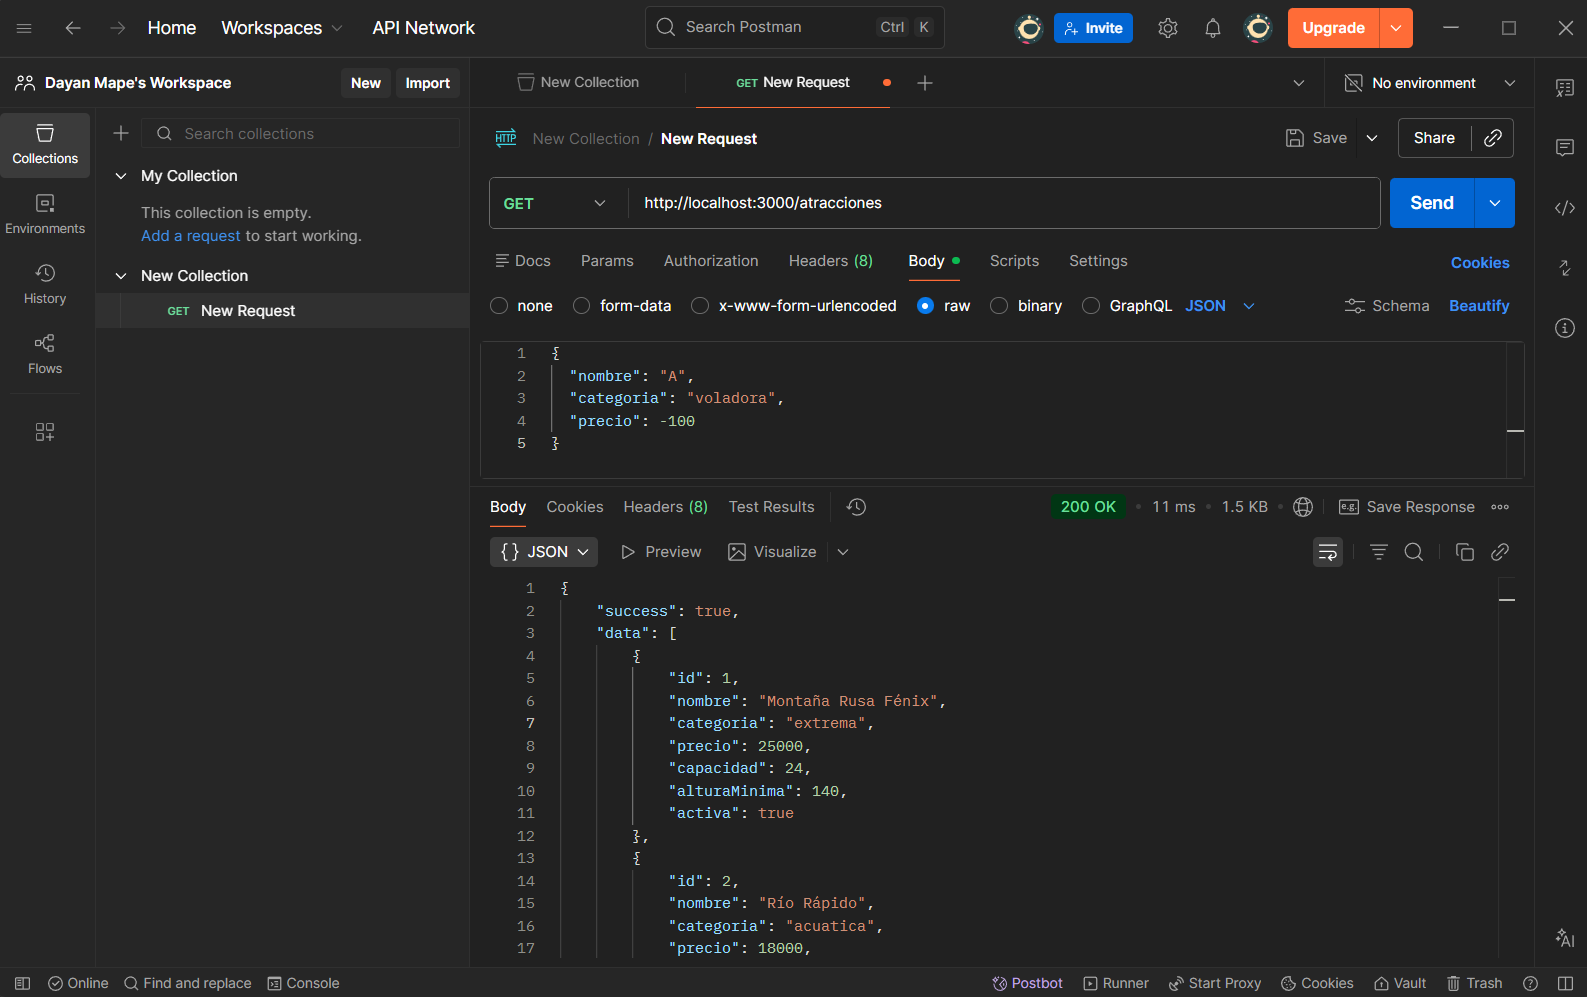 Home Workspaces API Network Search Postman Ctrl K Invite Upgrade
Dayan Mape's Workspace New Import New Collection GET New Request No environment
Collections Search collections
HTTP New Collection / New Request Save Share
My Collection
This collection is empty.
Add a request to start working.
Environments
GET http://localhost:3000/atracciones Send
New Collection
GET New Request
History
Flows
Docs Params Authorization Headers (8) Body Scripts Settings Cookies
none form-data x-www-form-urlencoded raw binary GraphQL JSON Schema Beautify
1 {
2 "nombre": "A",
3 "categoria": "voladora",
4 "precio": -100
5 }
Body Cookies Headers (8) Test Results 200 OK • 11 ms • 1.5 KB • e.g. Save Response
{} JSON Preview Visualize
1 {
2 "success": true,
3 "data": [
4 {
5 "id": 1,
6 "nombre": "Montaña Rusa Fénix",
7 "categoria": "extrema",
8 "precio": 25000,
9 "capacidad": 24,
10 "alturaMinima": 140,
11 "activa": true
12 },
13 {
14 "id": 2,
15 "nombre": "Río Rápido",
16 "categoria": "acuatica",
17 "precio": 18000,
AI
Online Find and replace Console Postbot Runner Start Proxy Cookies Vault Trash